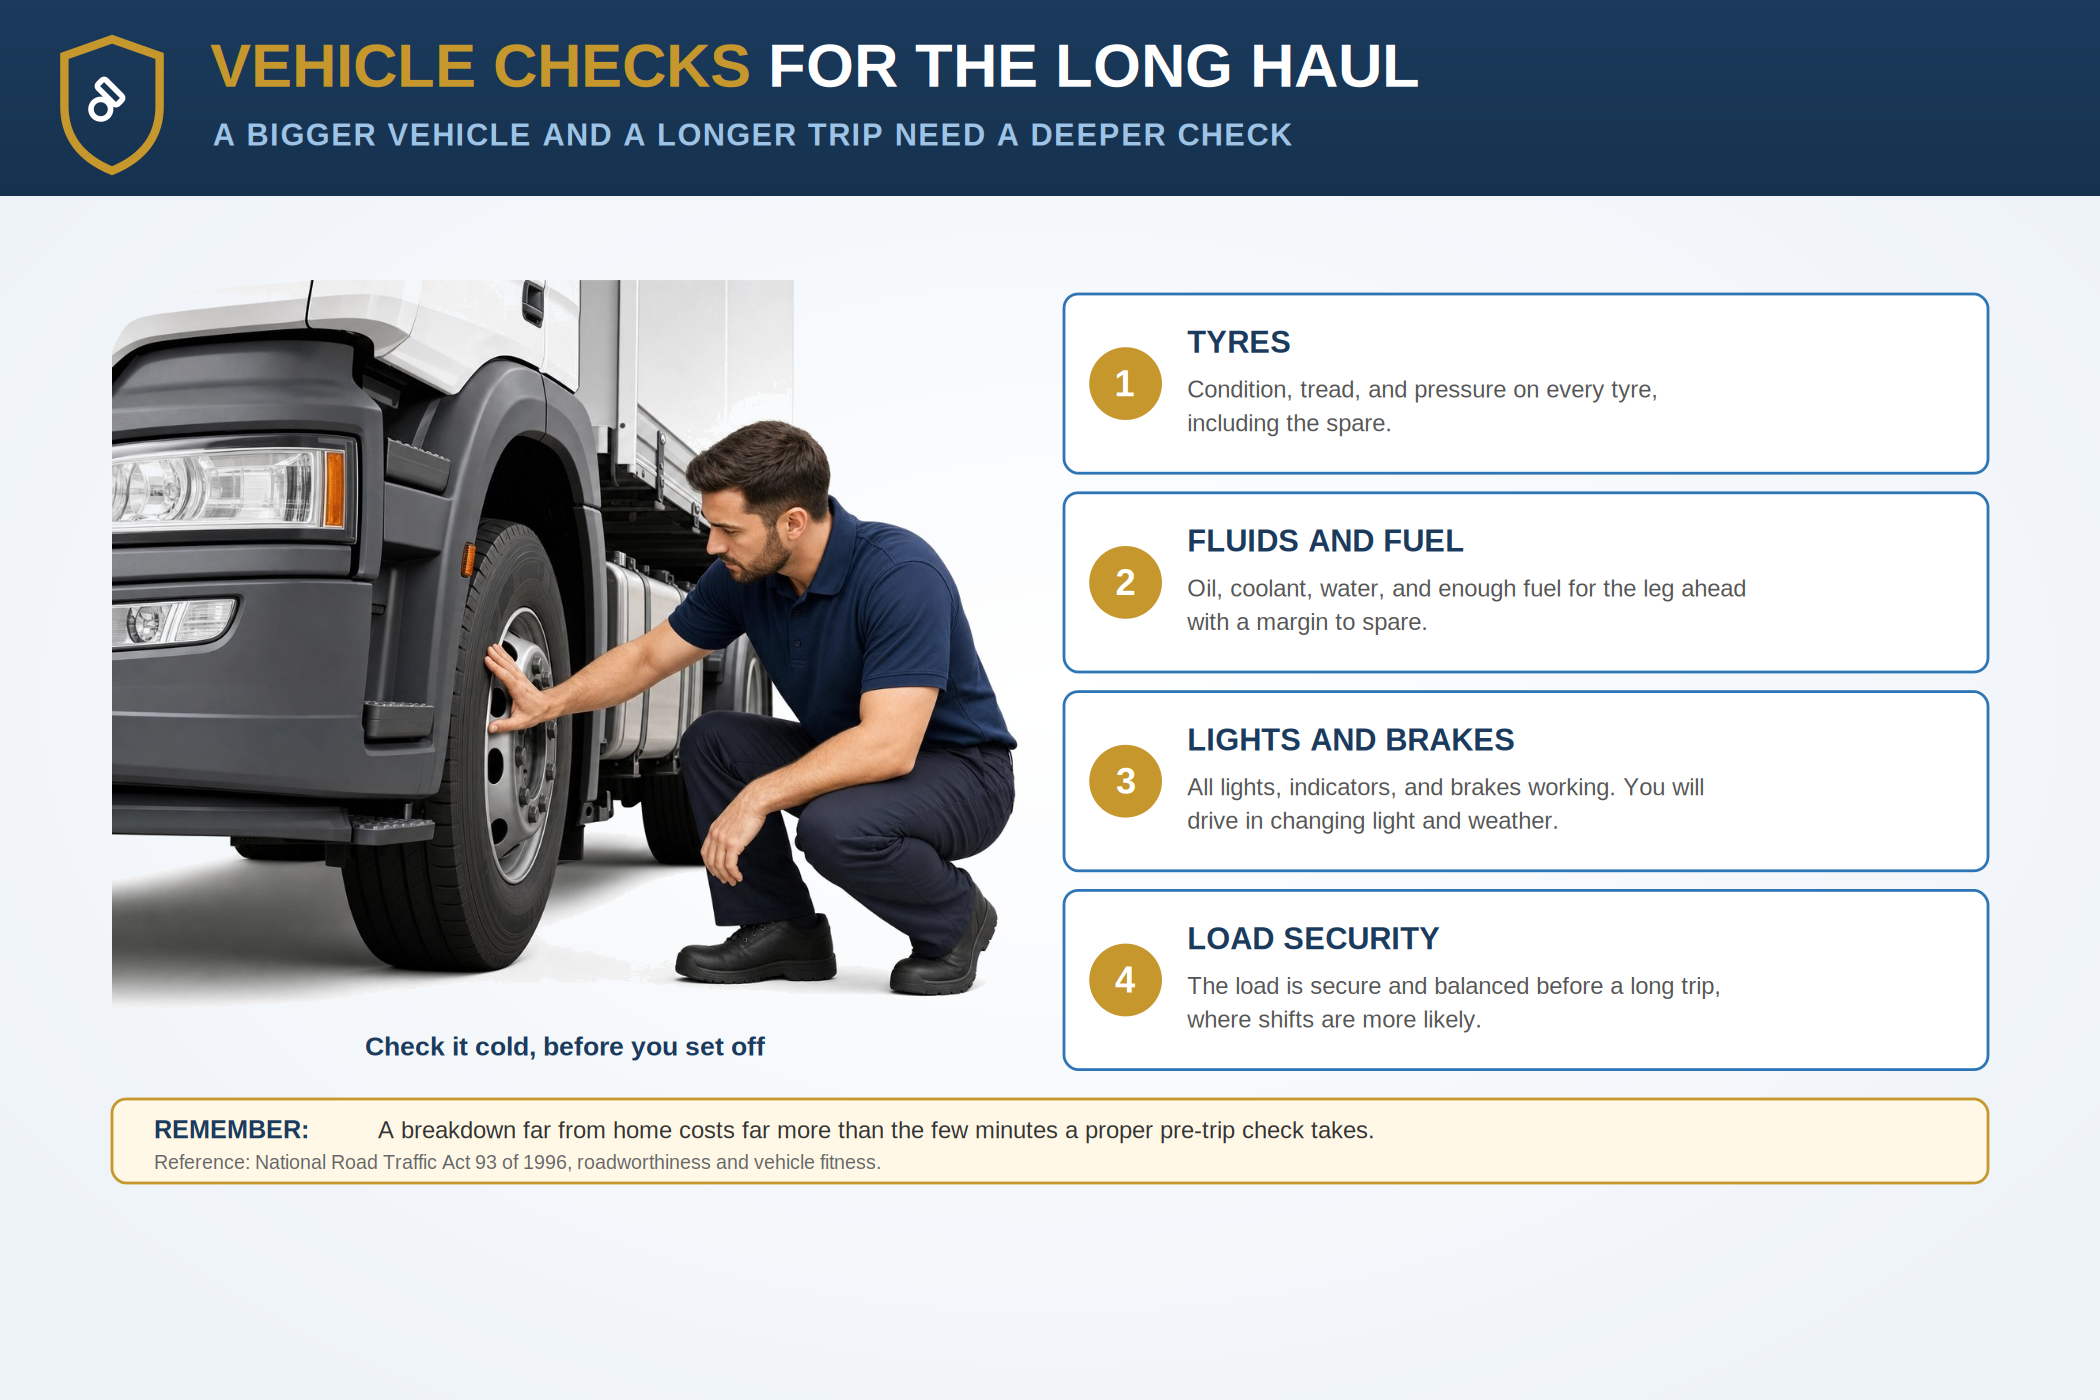 VEHICLE CHECKS FOR THE LONG HAUL
A BIGGER VEHICLE AND A LONGER TRIP NEED A DEEPER CHECK
1
TYRES
Condition, tread, and pressure on every tyre,
including the spare.
2
FLUIDS AND FUEL
Oil, coolant, water, and enough fuel for the leg ahead
with a margin to spare.
3
LIGHTS AND BRAKES
All lights, indicators, and brakes working. You will
drive in changing light and weather.
4
LOAD SECURITY
The load is secure and balanced before a long trip,
where shifts are more likely.
Check it cold, before you set off
REMEMBER: A breakdown far from home costs far more than the few minutes a proper pre-trip check takes.
Reference: National Road Traffic Act 93 of 1996, roadworthiness and vehicle fitness.